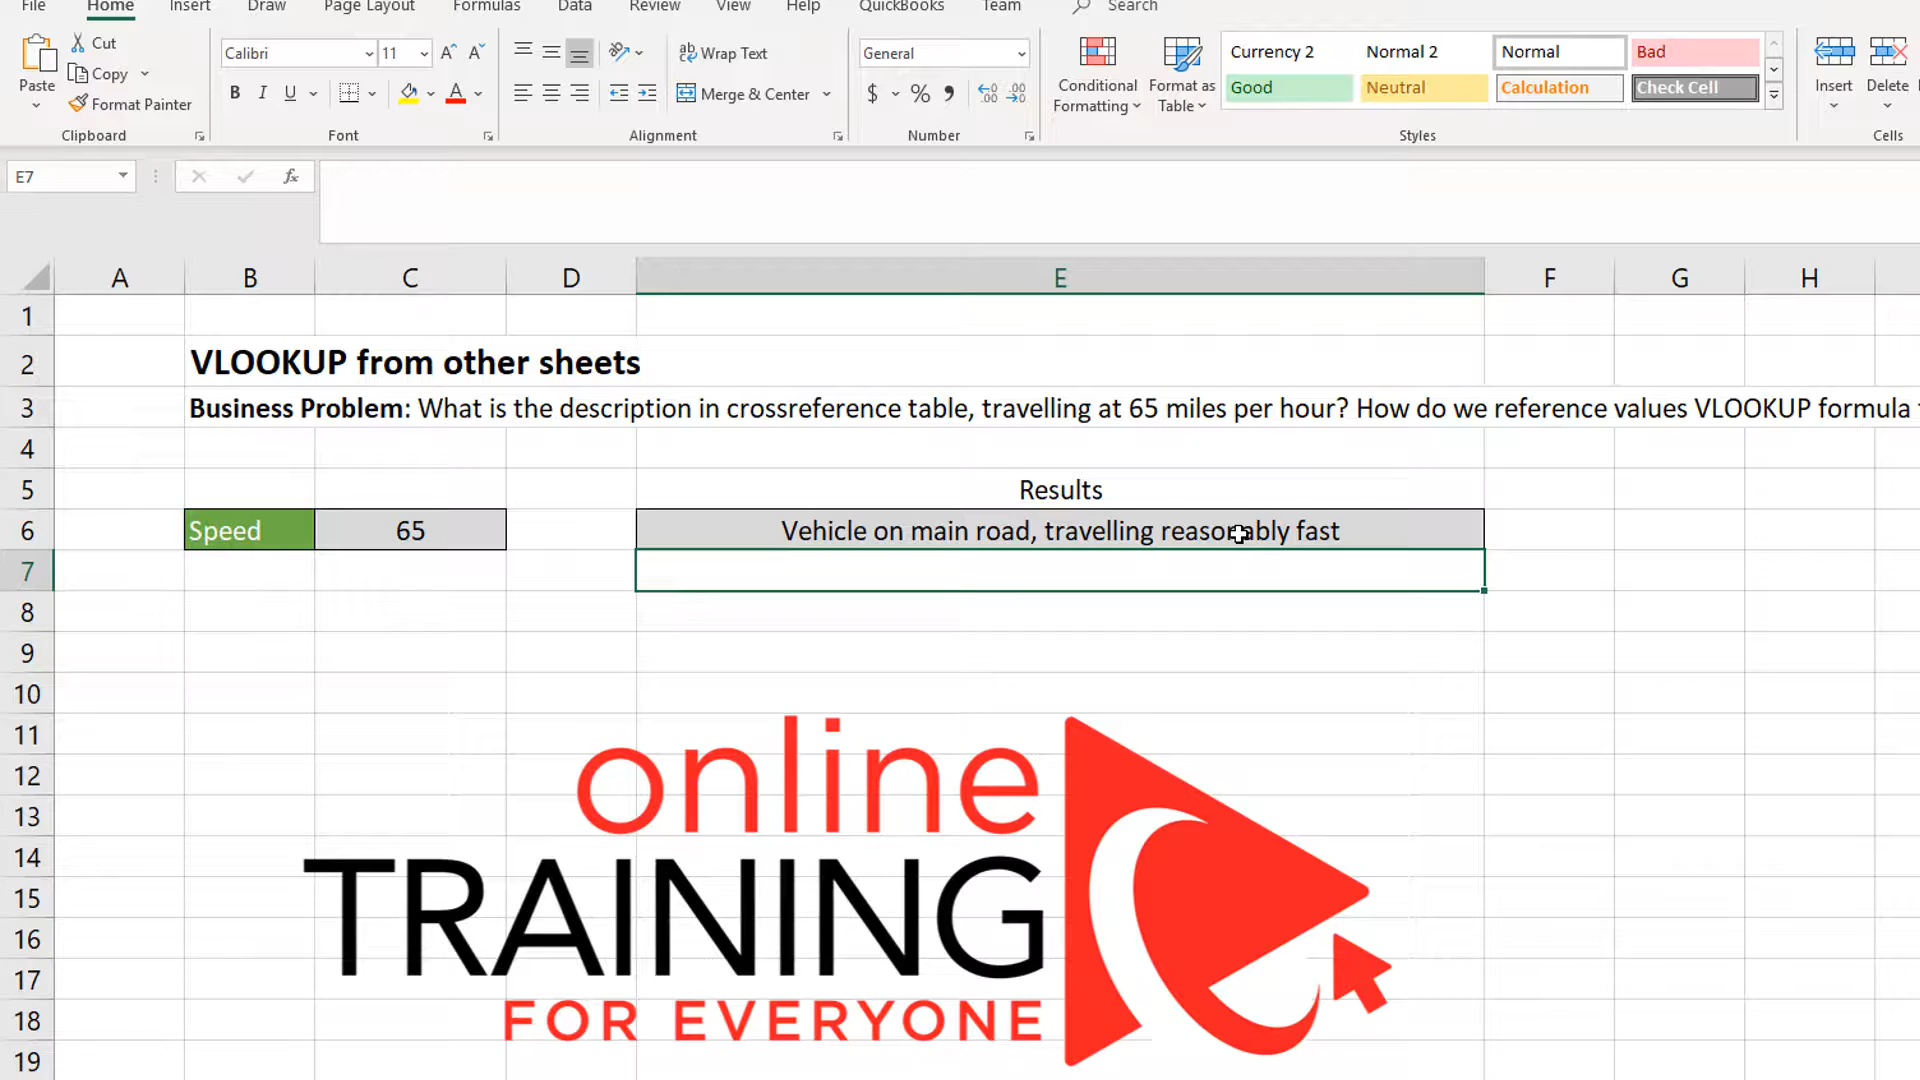 File Home Insert Draw Page Layout Formulas Data Review View Help QuickBooks Team Search
Paste Cut Copy Format Painter Clipboard
Calibri 11 B I U A Font
Wrap Text Merge & Center Alignment
General $ % Number
Conditional Formatting Format as Table
Currency 2 Normal 2 Normal Bad
Good Neutral Calculation Check Cell
Styles
Insert Delete Cells
E7 fx
A B C D E F G H
1
2 VLOOKUP from other sheets
3 Business Problem: What is the description in crossreference table, travelling at 65 miles per hour? How do we reference values VLOOKUP formula
4
5 Results
6 Speed 65 Vehicle on main road, travelling reasonably fast
7
8
9
10
11
12
13
14
15
16
17
18
19
online
TRAINING
FOR EVERYONE